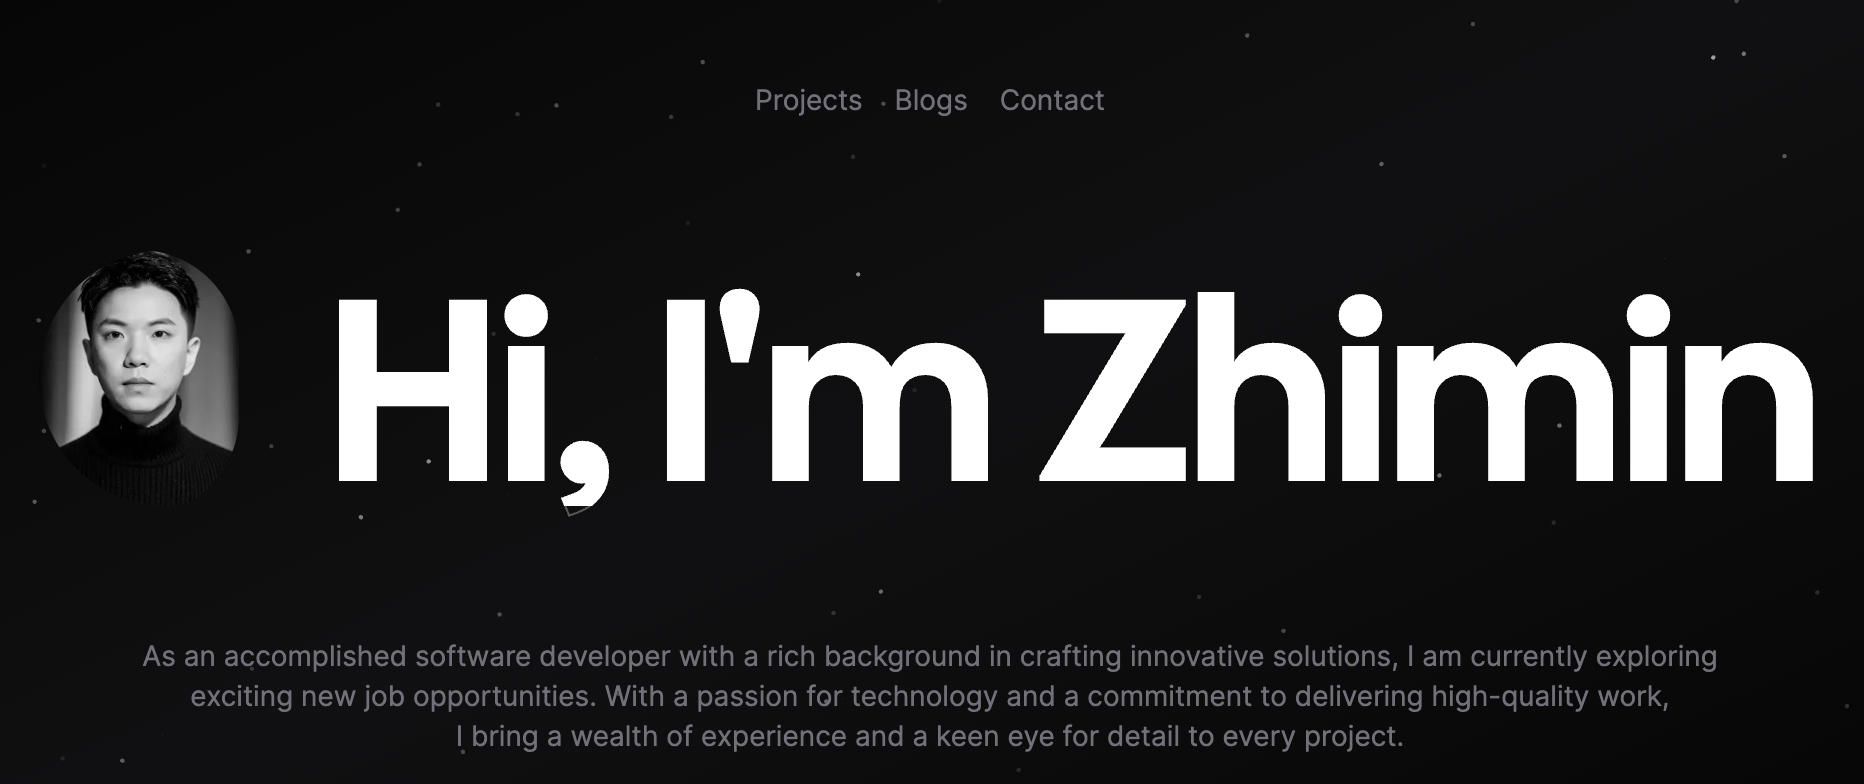 Projects Blogs Contact
Hi, I'm Zhimin
As an accomplished software developer with a rich background in crafting innovative solutions, I am currently exploring
exciting new job opportunities. With a passion for technology and a commitment to delivering high-quality work,
I bring a wealth of experience and a keen eye for detail to every project.